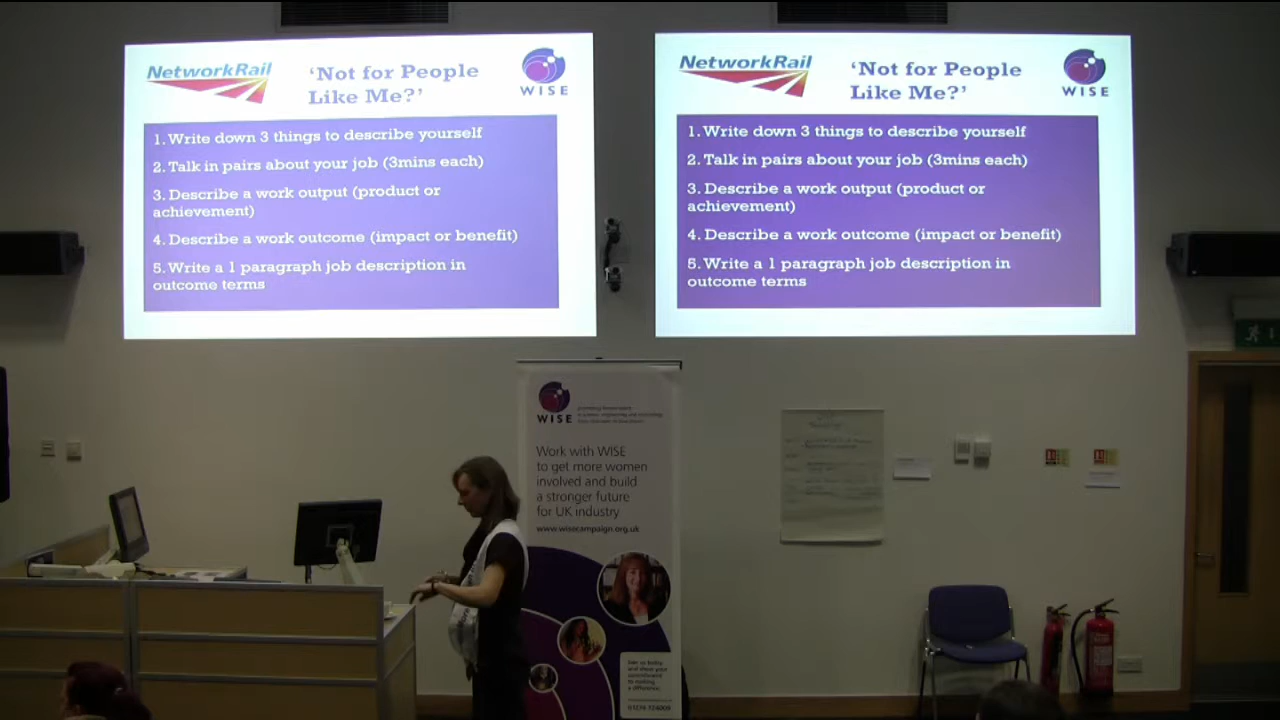 NetworkRail
'Not for People
Like Me?'
WISE
1. Write down 3 things to describe yourself
2. Talk in pairs about your job (3mins each)
3. Describe a work output (product or
achievement)
4. Describe a work outcome (impact or benefit)
5. Write a 1 paragraph job description in
outcome terms
NetworkRail
'Not for People
Like Me?'
WISE
1. Write down 3 things to describe yourself
2. Talk in pairs about your job (3mins each)
3. Describe a work output (product or
achievement)
4. Describe a work outcome (impact or benefit)
5. Write a 1 paragraph job description in
outcome terms
WISE
Work with WISE
to get more women
involved and build
a stronger future
for UK industry
www.wisecampaign.org.uk